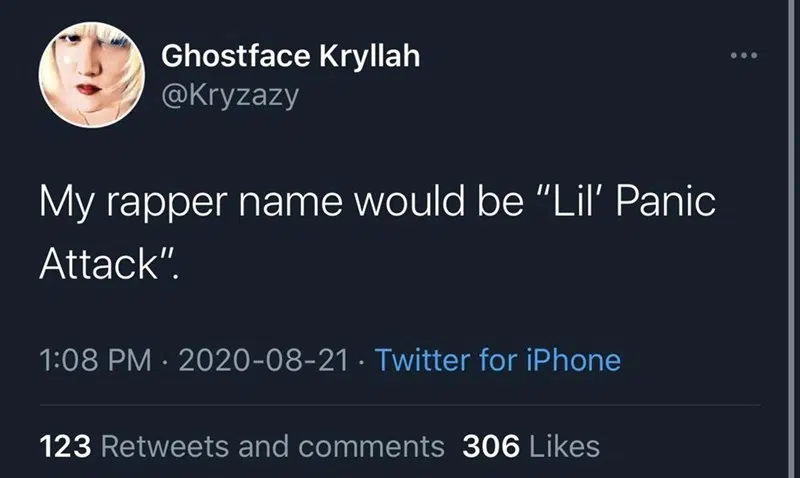 Ghostface Kryllah
@Kryzazy
My rapper name would be “Lil’ Panic
Attack”.
1:08 PM · 2020-08-21 · Twitter for iPhone
123 Retweets and comments 306 Likes